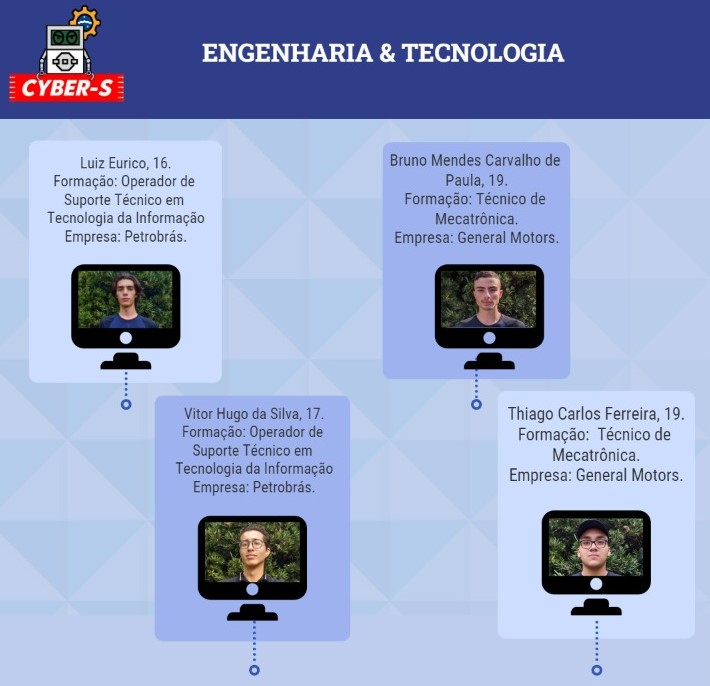 CYBER-S
ENGENHARIA & TECNOLOGIA
Luiz Eurico, 16.
Formação: Operador de
Suporte Técnico em
Tecnologia da Informação
Empresa: Petrobrás.
Bruno Mendes Carvalho de
Paula, 19.
Formação: Técnico de
Mecatrônica.
Empresa: General Motors.
Vitor Hugo da Silva, 17.
Formação: Operador de
Suporte Técnico em
Tecnologia da Informação
Empresa: Petrobrás.
Thiago Carlos Ferreira, 19.
Formação: Técnico de
Mecatrônica.
Empresa: General Motors.